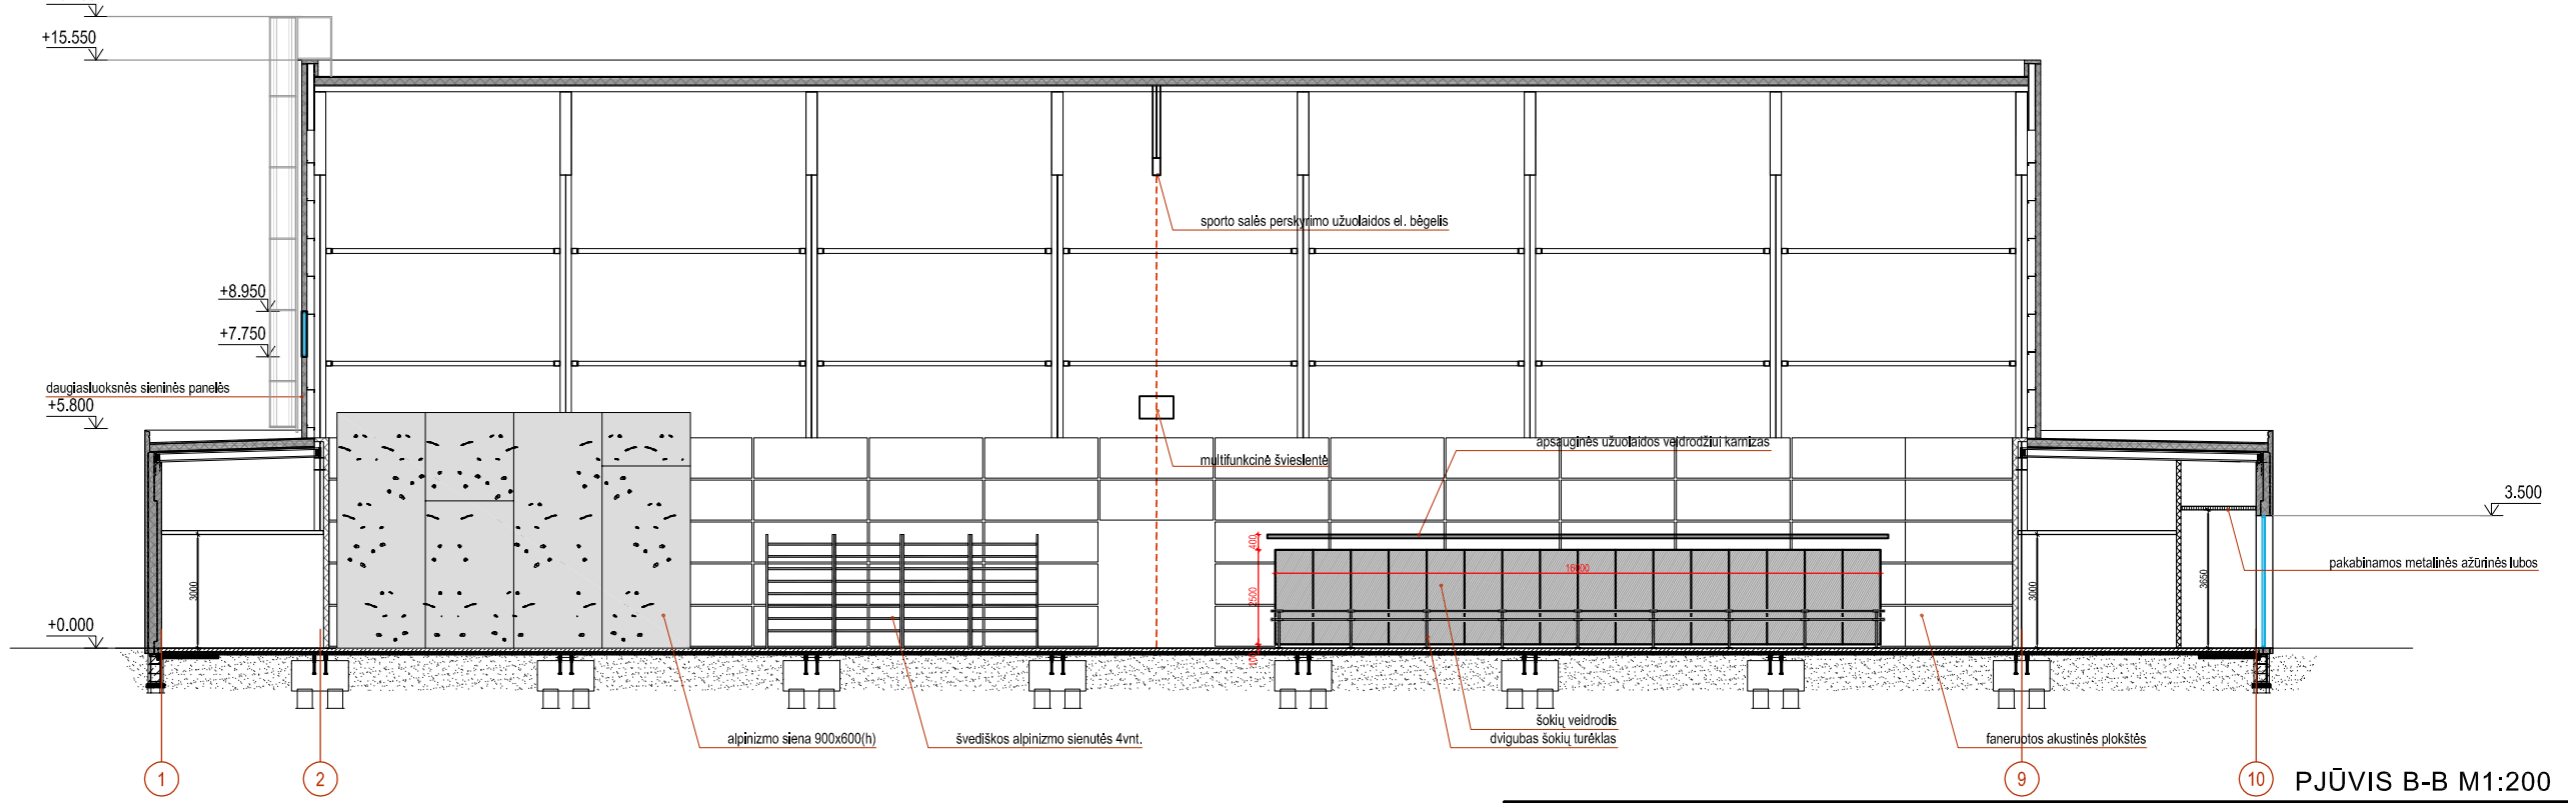 +15.550
sporto salės perskyrimo užuolaidos el. bėgelis
+8.950
+7.750
daugiasluoksnės sieninės panelės
+5.800
apsauginės užuolaidos veidrodžiui karnizas
multifunkcinė švieslentė
3.500
400
pakabinamos metalinės ažūrinės lubos
16000
3000
2500
3000
3650
+0.000
100
šokių veidrodis
alpinizmo siena 900x600(h)
švediškos alpinizmo sienutės 4vnt.
dvigubas šokių turėklas
faneruotos akustinės plokštės
1
2
9
10
PJŪVIS B-B M1:200